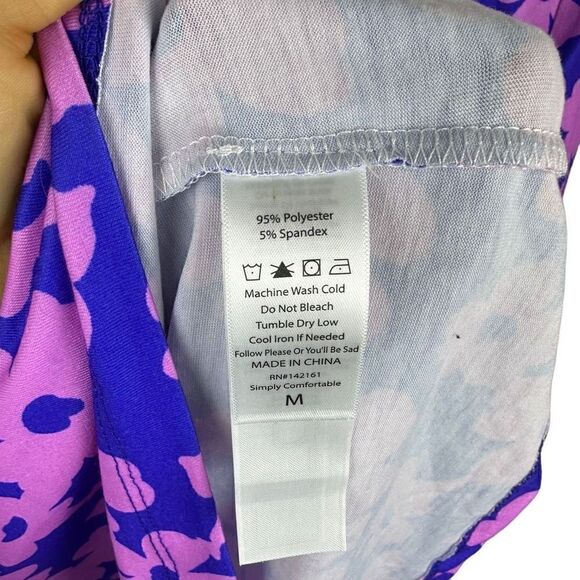 95% Polyester
5% Spandex
Machine Wash Cold
Do Not Bleach
Tumble Dry Low
Cool Iron If Needed
Follow Please Or You'll Be Sad
MADE IN CHINA
RN#142161
Simply Comfortable
M